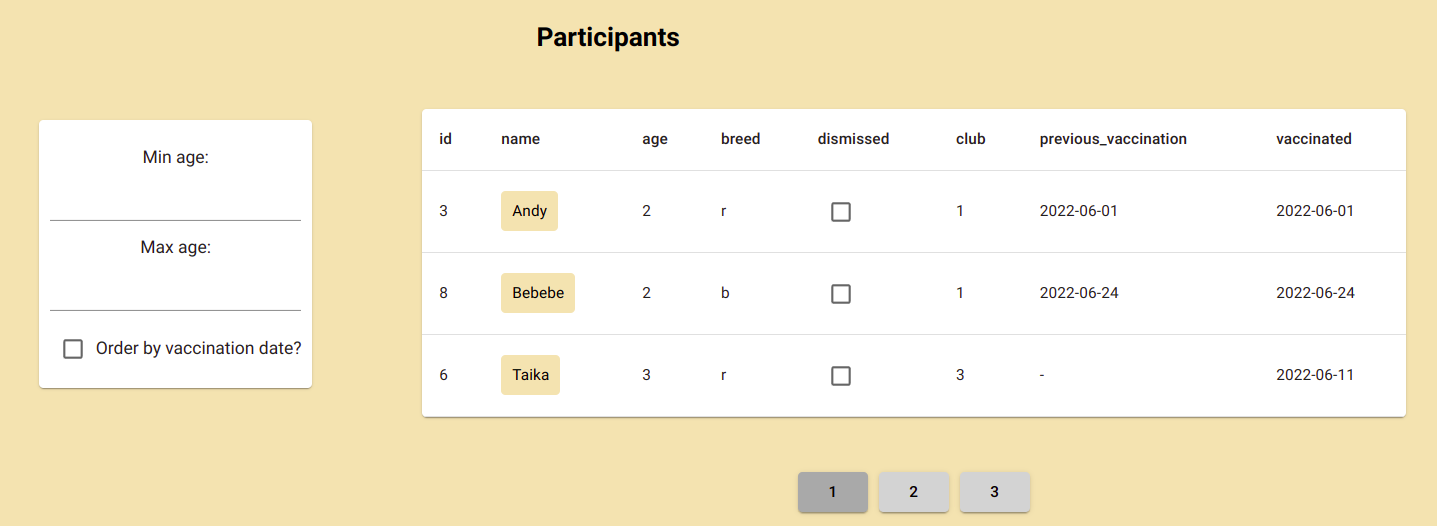 Participants
Min age:
Max age:
Order by vaccination date?
id name age breed dismissed club previous_vaccination vaccinated
3 Andy 2 r 1 2022-06-01 2022-06-01
8 Bebebe 2 b 1 2022-06-24 2022-06-24
6 Taika 3 r 3 - 2022-06-11
1 2 3